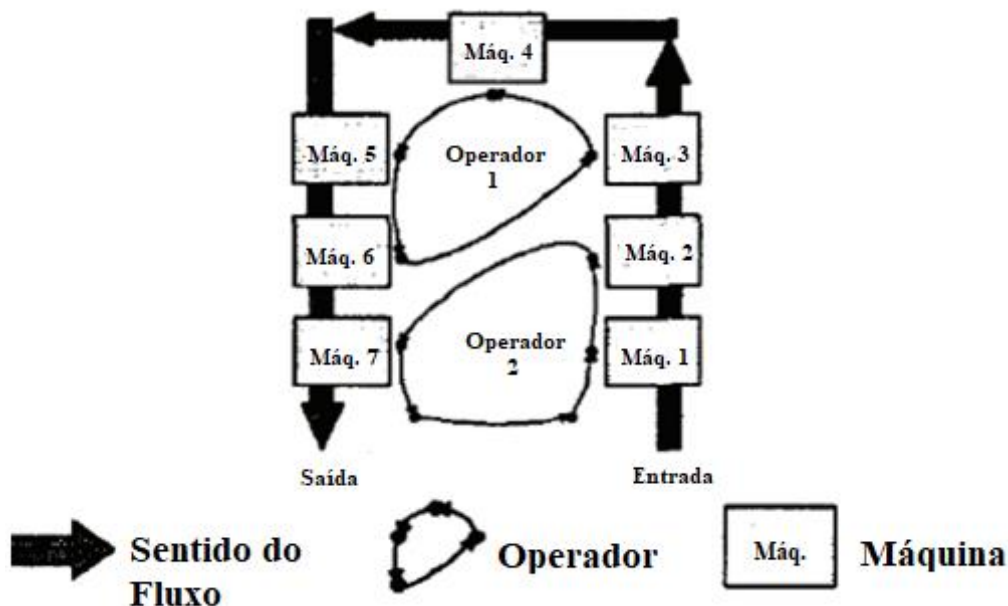 Máq. 4
Máq. 5
Operador
1
Máq. 3
Máq. 6
Máq. 2
Máq. 7
Operador
2
Máq. 1
Saída
Entrada
Sentido do
Fluxo
Operador
Máq.
Máquina